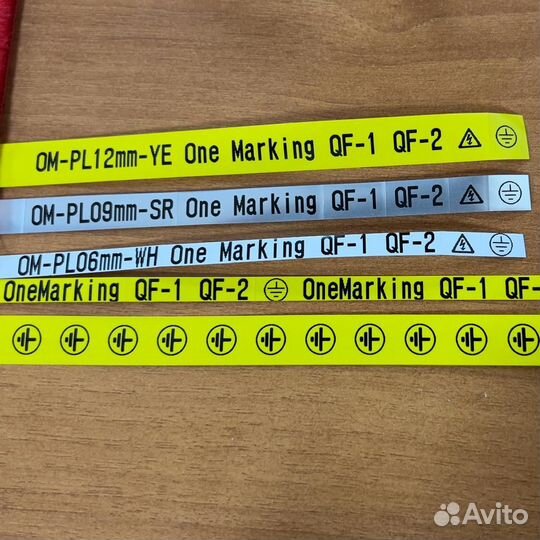 OM-PL12mm-YE One Marking QF-1 QF-2
OM-PL09mm-SR One Marking QF-1 QF-2
OM-PL06mm-WH One Marking QF-1 QF-2
OneMarking QF-1 QF-2 OneMarking QF-1 QF-
Avito